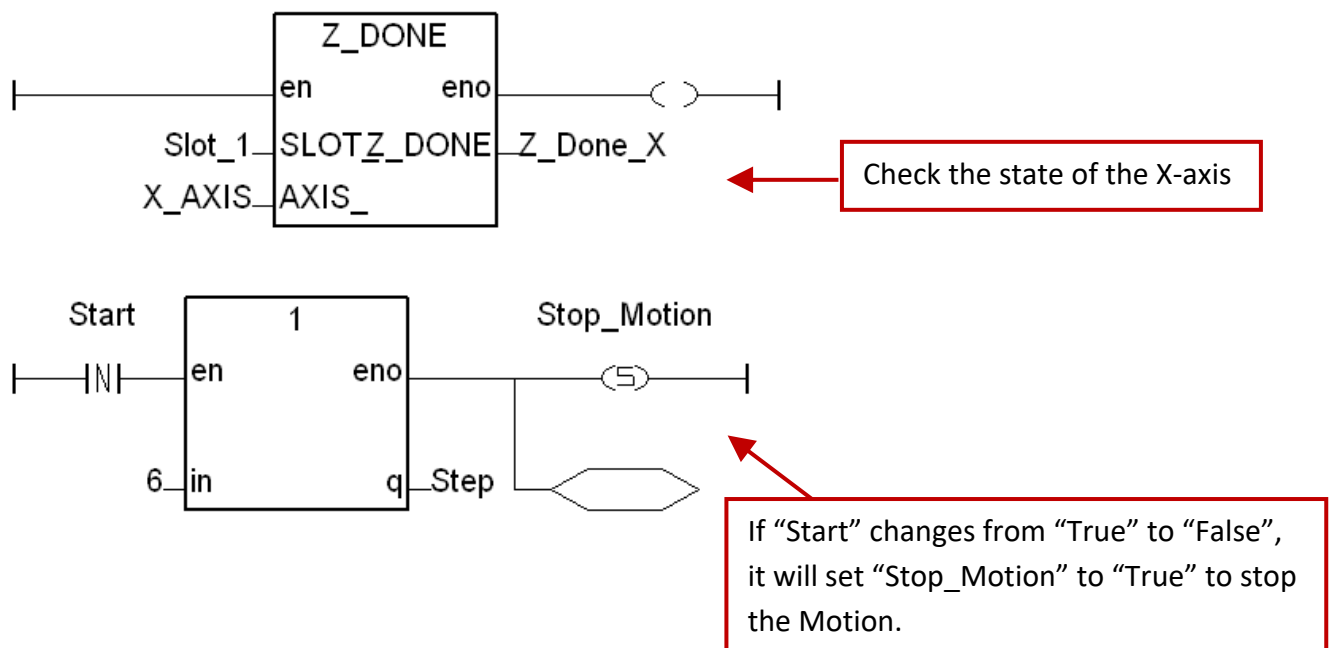 Z_DONE
en eno
Slot_1 SLOT_ Z_DONE Z_Done_X
X_AXIS AXIS_
Check the state of the X-axis
Start 1 Stop_Motion
N en eno S
6 in q Step
If “Start” changes from “True” to “False”,
it will set “Stop_Motion” to “True” to stop
the Motion.